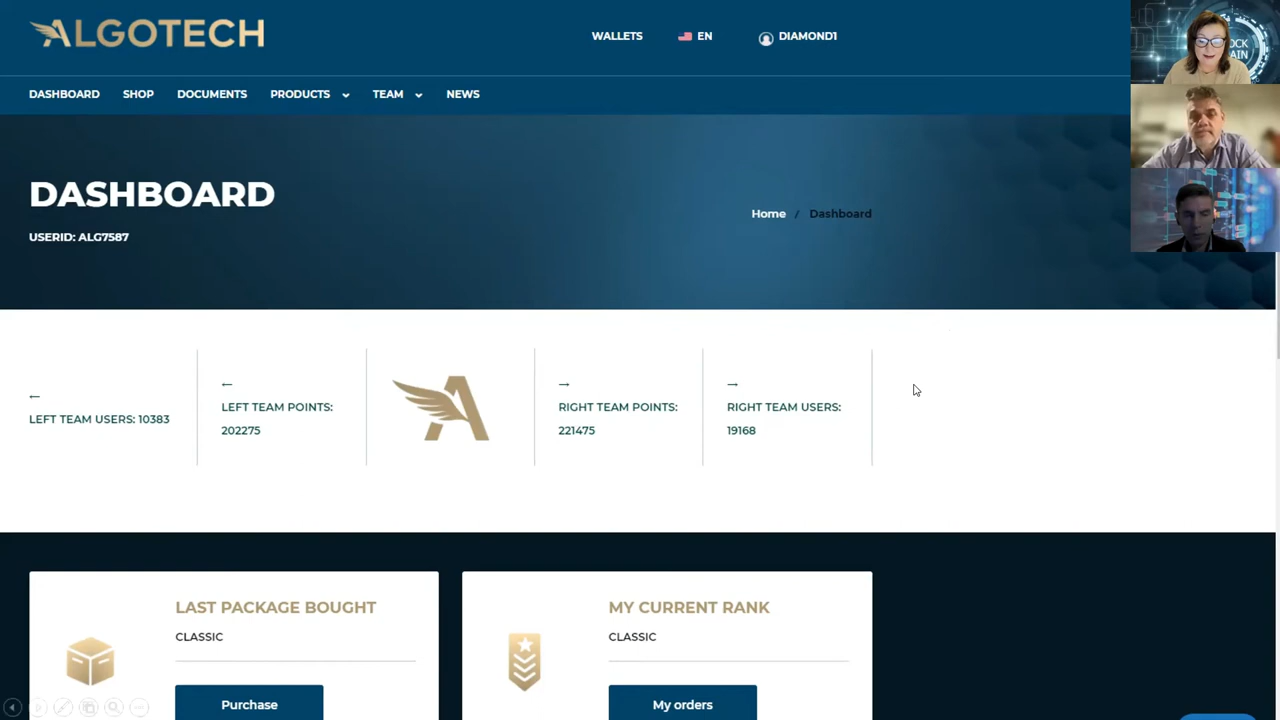 ALGOTECH
WALLETS EN DIAMOND1
DASHBOARD SHOP DOCUMENTS PRODUCTS TEAM NEWS
DASHBOARD
USERID: ALG7587
Home / Dashboard
LEFT TEAM USERS: 10383
LEFT TEAM POINTS:
202275
RIGHT TEAM POINTS:
221475
RIGHT TEAM USERS:
19168
LAST PACKAGE BOUGHT
CLASSIC
Purchase
MY CURRENT RANK
CLASSIC
My orders